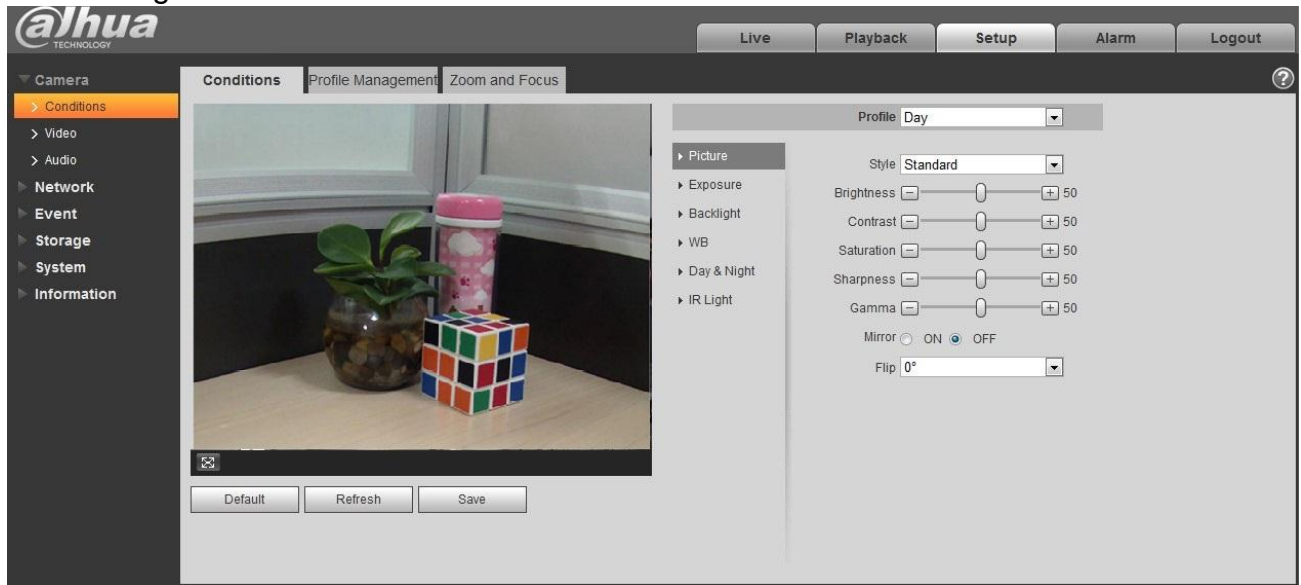 alhua
TECHNOLOGY
Live
Playback
Setup
Alarm
Logout
Camera
Conditions
Video
Audio
Network
Event
Storage
System
Information
Conditions
Profile Management
Zoom and Focus
?
Profile Day
Picture
Exposure
Backlight
WB
Day & Night
IR Light
Style Standard
Brightness - + 50
Contrast - + 50
Saturation - + 50
Sharpness - + 50
Gamma - + 50
Mirror ON OFF
Flip 0°
Default
Refresh
Save